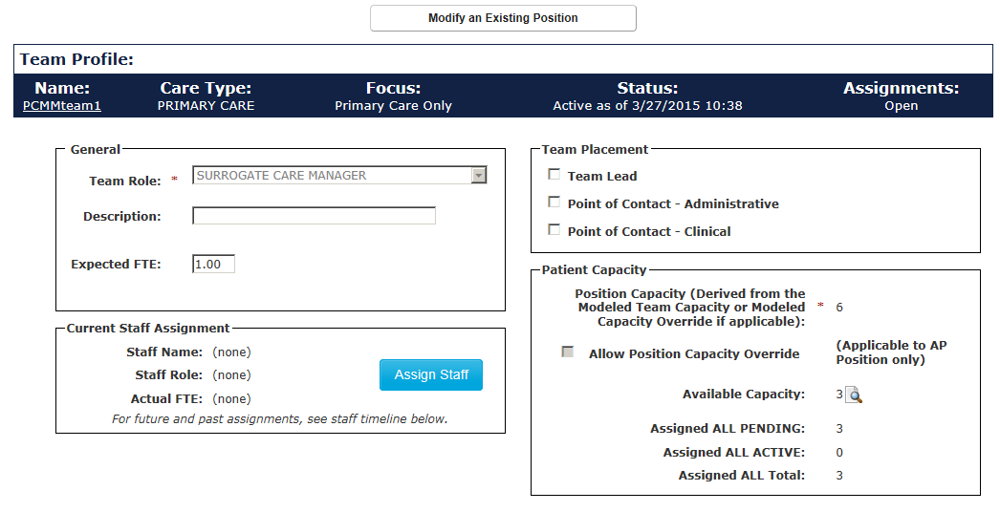 Modify an Existing Position
Team Profile:
Name: Care Type: Focus: Status: Assignments:
PCMMteam1 PRIMARY CARE Primary Care Only Active as of 3/27/2015 10:38 Open
General
Team Role: * SURROGATE CARE MANAGER
Description:
Expected FTE: 1.00
Current Staff Assignment
Staff Name: (none)
Staff Role: (none)
Actual FTE: (none)
Assign Staff
For future and past assignments, see staff timeline below.
Team Placement
Team Lead
Point of Contact - Administrative
Point of Contact - Clinical
Patient Capacity
Position Capacity (Derived from the
Modeled Team Capacity or Modeled * 6
Capacity Override if applicable):
Allow Position Capacity Override (Applicable to AP
Position only)
Available Capacity: 3
Assigned ALL PENDING: 3
Assigned ALL ACTIVE: 0
Assigned ALL Total: 3